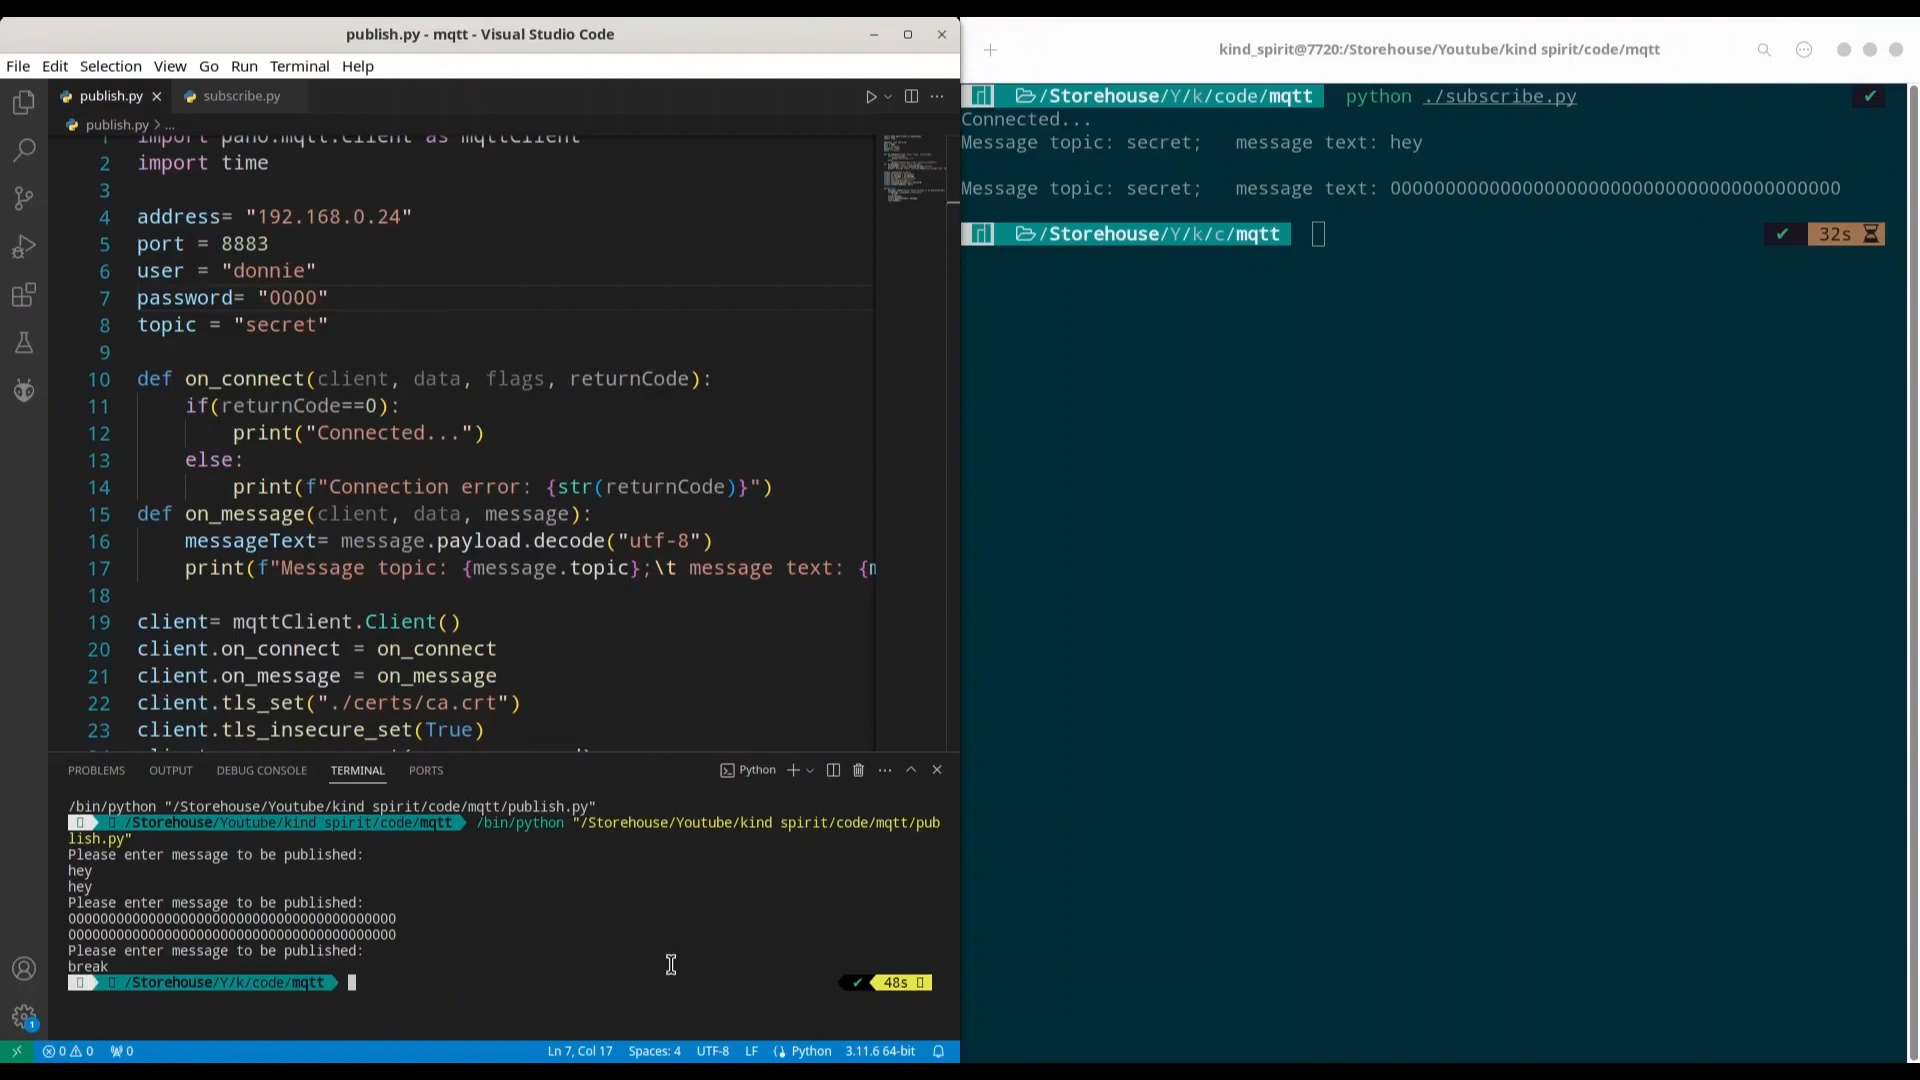 publish.py - mqtt - Visual Studio Code
File Edit Selection View Go Run Terminal Help
publish.py
subscribe.py
publish.py > ...
1 import paho.mqtt.client as mqttClient
2 import time
3
4 address= "192.168.0.24"
5 port = 8883
6 user = "donnie"
7 password= "0000"
8 topic = "secret"
9
10 def on_connect(client, data, flags, returnCode):
11 if(returnCode==0):
12 print("Connected...")
13 else:
14 print(f"Connection error: {str(returnCode)}")
15 def on_message(client, data, message):
16 messageText= message.payload.decode("utf-8")
17 print(f"Message topic: {message.topic};\t message text: {m
18
19 client= mqttClient.Client()
20 client.on_connect = on_connect
21 client.on_message = on_message
22 client.tls_set("./certs/ca.crt")
23 client.tls_insecure_set(True)
PROBLEMS OUTPUT DEBUG CONSOLE TERMINAL PORTS
Python
/bin/python "/Storehouse/Youtube/kind spirit/code/mqtt/publish.py"
/Storehouse/Youtube/kind spirit/code/mqtt /bin/python "/Storehouse/Youtube/kind spirit/code/mqtt/pub
lish.py"
Please enter message to be published:
hey
hey
Please enter message to be published:
OOOOOOOOOOOOOOOOOOOOOOOOOOOOOOOOOOOOOOOOO
OOOOOOOOOOOOOOOOOOOOOOOOOOOOOOOOOOOOOOOOO
Please enter message to be published:
break
/Storehouse/Y/k/code/mqtt
48s
1
0 0 0
Ln 7, Col 17 Spaces: 4 UTF-8 LF Python 3.11.6 64-bit
kind_spirit@7720:/Storehouse/Youtube/kind spirit/code/mqtt
/Storehouse/Y/k/code/mqtt python ./subscribe.py
Connected...
Message topic: secret; message text: hey
Message topic: secret; message text: OOOOOOOOOOOOOOOOOOOOOOOOOOOOOOOOOOOOOOOOO
/Storehouse/Y/k/c/mqtt
32s